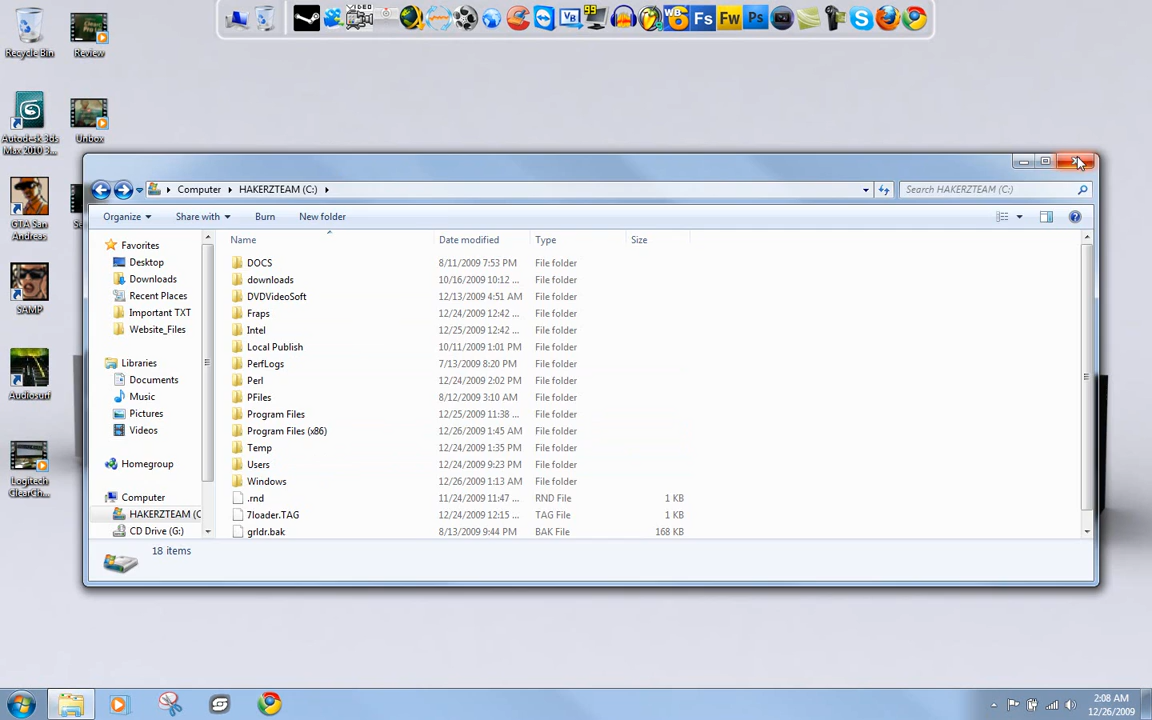 Recycle Bin
Review
Autodesk 3ds Max 2010 3...
Unbox
GTA San Andreas
SAMP
Audiosurf
Logitech ClearCh...
VIDEO
VB
99
6
Fs
Fw
Ps
Computer HAKERZTEAM (C:)
Search HAKERZTEAM (C:)
Organize Share with Burn New folder
Favorites
Desktop
Downloads
Recent Places
Important TXT
Website_Files
Libraries
Documents
Music
Pictures
Videos
Homegroup
Computer
HAKERZTEAM (C
CD Drive (G:)
Name Date modified Type Size
DOCS 8/11/2009 7:53 PM File folder
downloads 10/16/2009 10:12 ... File folder
DVDVideoSoft 12/13/2009 4:51 AM File folder
Fraps 12/24/2009 12:42 ... File folder
Intel 12/25/2009 12:42 ... File folder
Local Publish 10/11/2009 1:01 PM File folder
PerfLogs 7/13/2009 8:20 PM File folder
Perl 12/24/2009 2:02 PM File folder
PFiles 8/12/2009 3:10 AM File folder
Program Files 12/25/2009 11:38 ... File folder
Program Files (x86) 12/26/2009 1:45 AM File folder
Temp 12/24/2009 1:35 PM File folder
Users 12/24/2009 9:23 PM File folder
Windows 12/26/2009 1:13 AM File folder
.rnd 11/24/2009 11:47 ... RND File 1 KB
7loader.TAG 12/24/2009 12:15 ... TAG File 1 KB
grldr.bak 8/13/2009 9:44 PM BAK File 168 KB
18 items
2:08 AM
12/26/2009